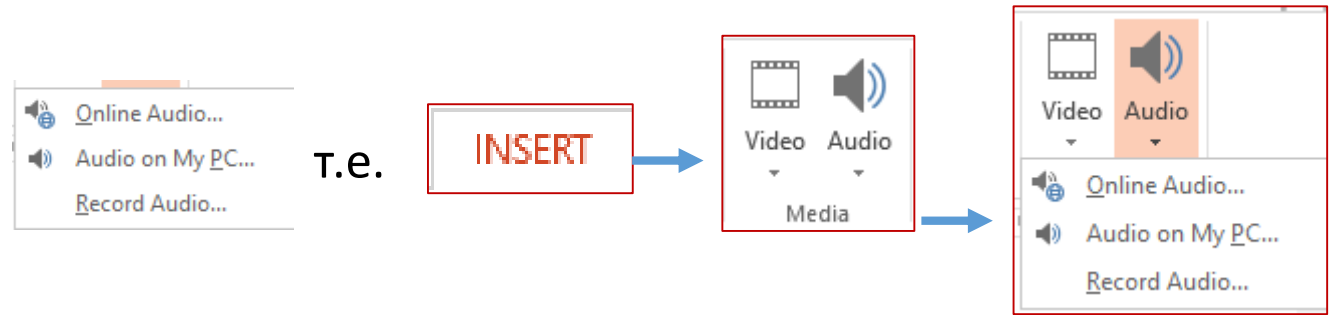 Online Audio...
Audio on My PC...
Record Audio...
т.е.
INSERT
Video Audio
Media
Video Audio
Online Audio...
Audio on My PC...
Record Audio...